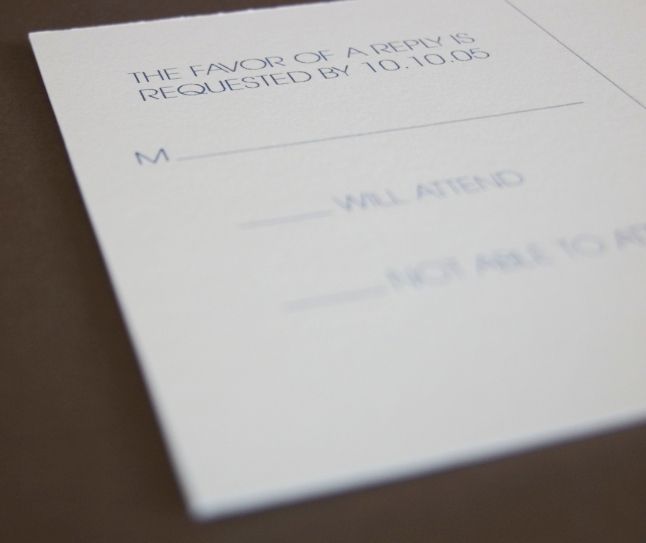 THE FAVOR OF A REPLY IS
REQUESTED BY 10.10.05
M
WILL ATTEND
NOT ABLE TO